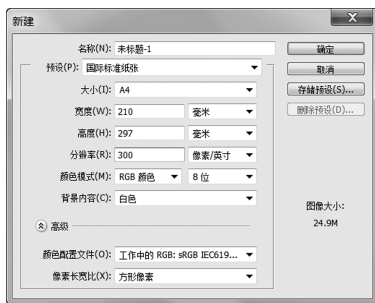 新建
名称(N): 未标题-1
确定
预设(P): 国际标准纸张
取消
大小(I): A4
存储预设(S)...
宽度(W): 210 毫米
删除预设(D)...
高度(H): 297 毫米
分辨率(R): 300 像素/英寸
颜色模式(M): RGB 颜色 8 位
背景内容(C): 白色
图像大小:
24.9M
高级
颜色配置文件(O): 工作中的 RGB: sRGB IEC619...
像素长宽比(X): 方形像素